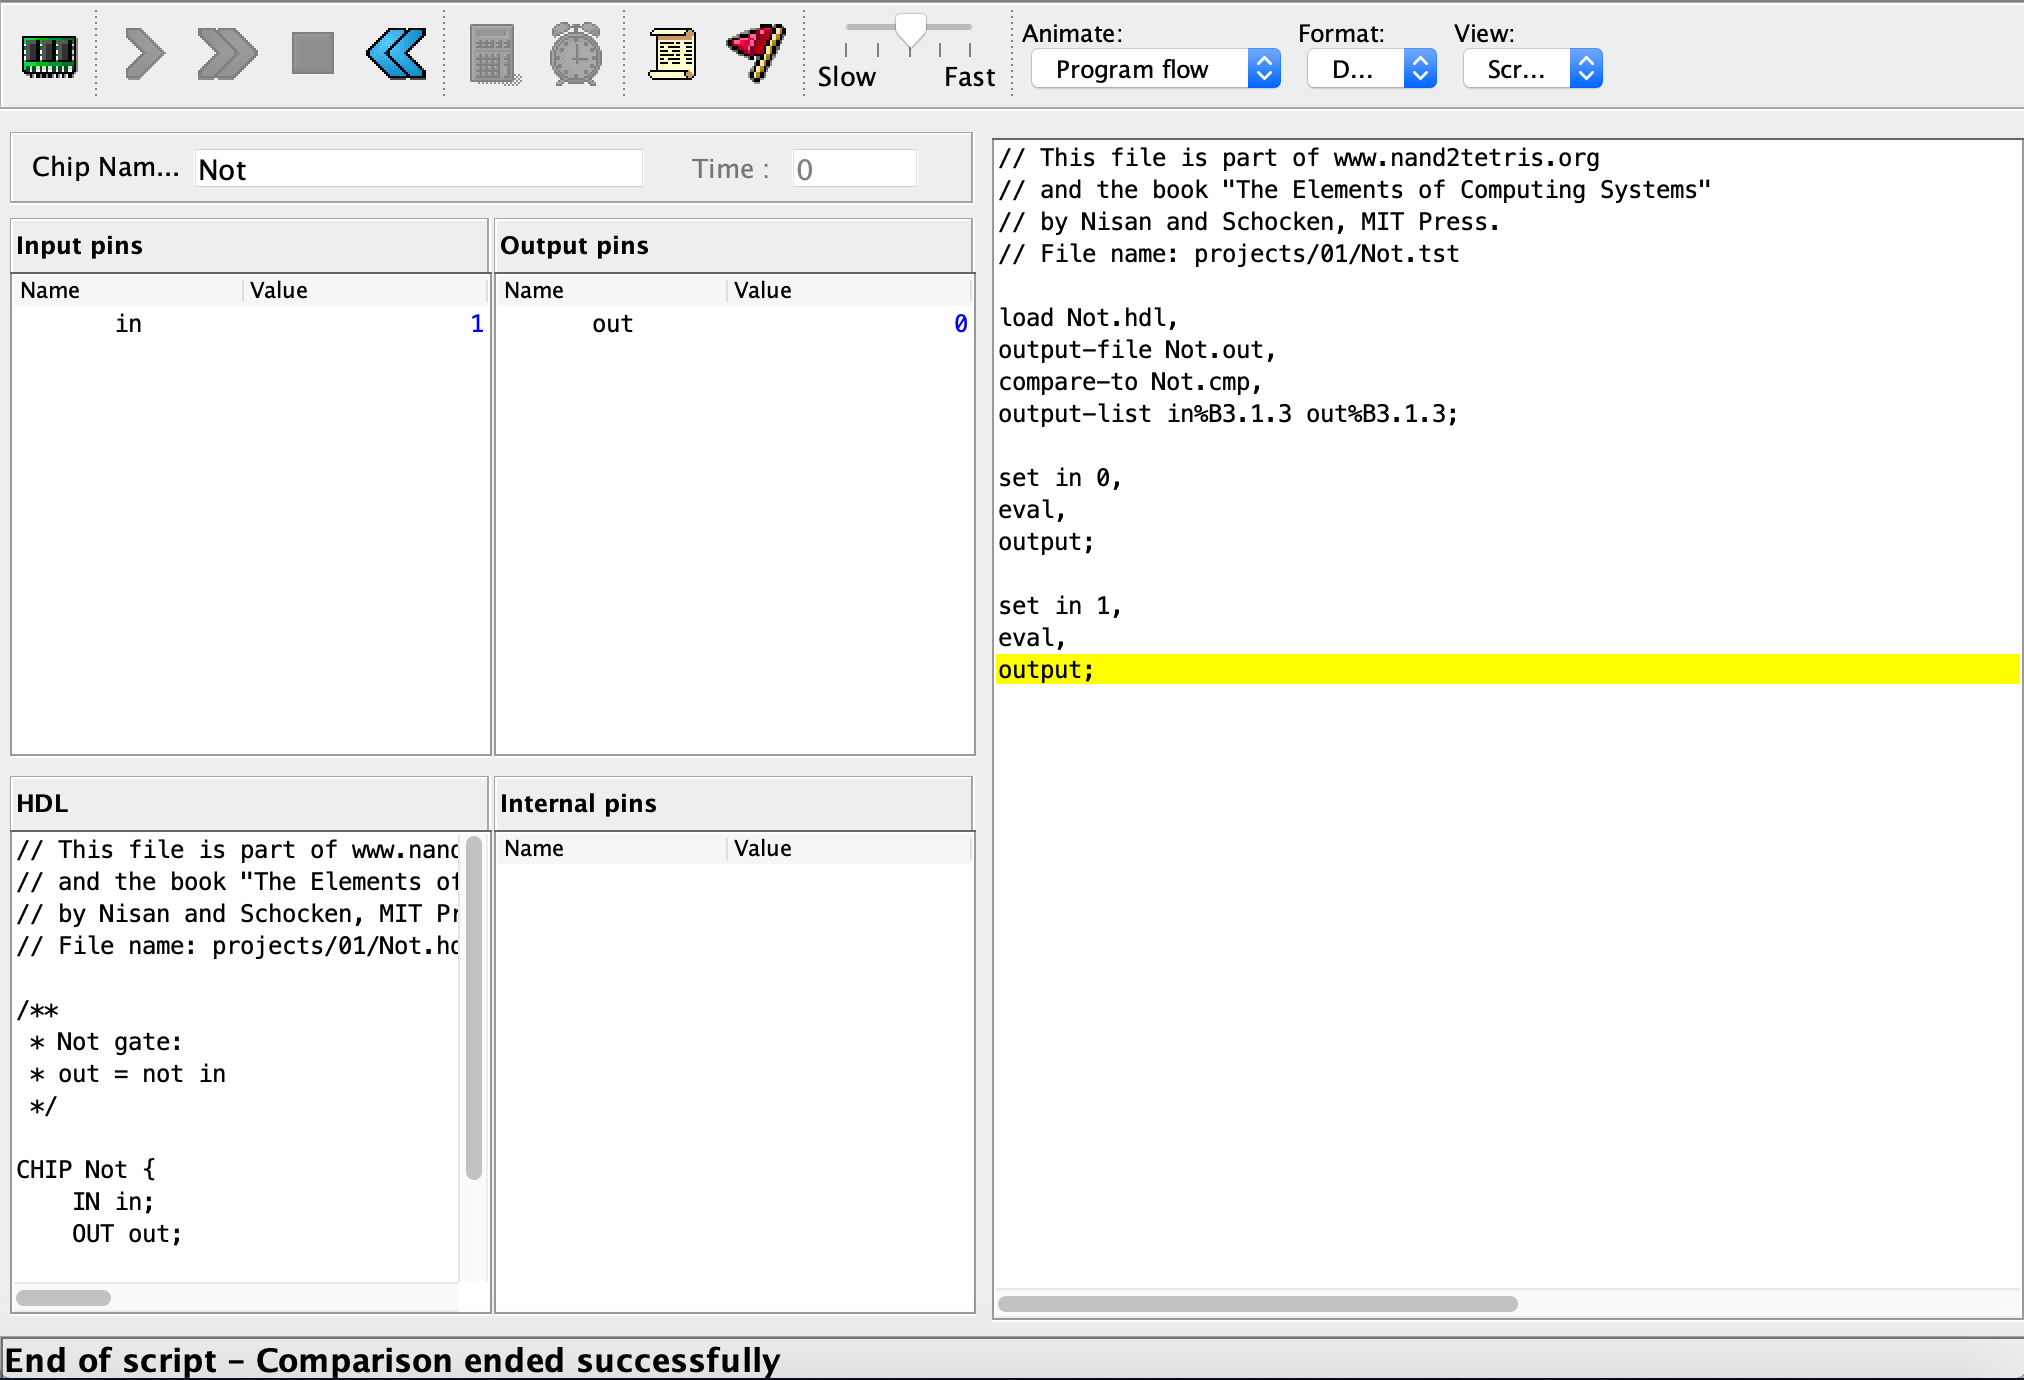 Slow
Fast
Animate:
Program flow
Format:
D...
View:
Scr...
Chip Nam...
Not
Time :
0
Input pins
Name Value
in 1
Output pins
Name Value
out 0
HDL
// This file is part of www.nand
// and the book "The Elements of
// by Nisan and Schocken, MIT Pr
// File name: projects/01/Not.hd
/**
* Not gate:
* out = not in
*/
CHIP Not {
IN in;
OUT out;
Internal pins
Name Value
// This file is part of www.nand2tetris.org
// and the book "The Elements of Computing Systems"
// by Nisan and Schocken, MIT Press.
// File name: projects/01/Not.tst
load Not.hdl,
output-file Not.out,
compare-to Not.cmp,
output-list in%B3.1.3 out%B3.1.3;
set in 0,
eval,
output;
set in 1,
eval,
output;
End of script - Comparison ended successfully